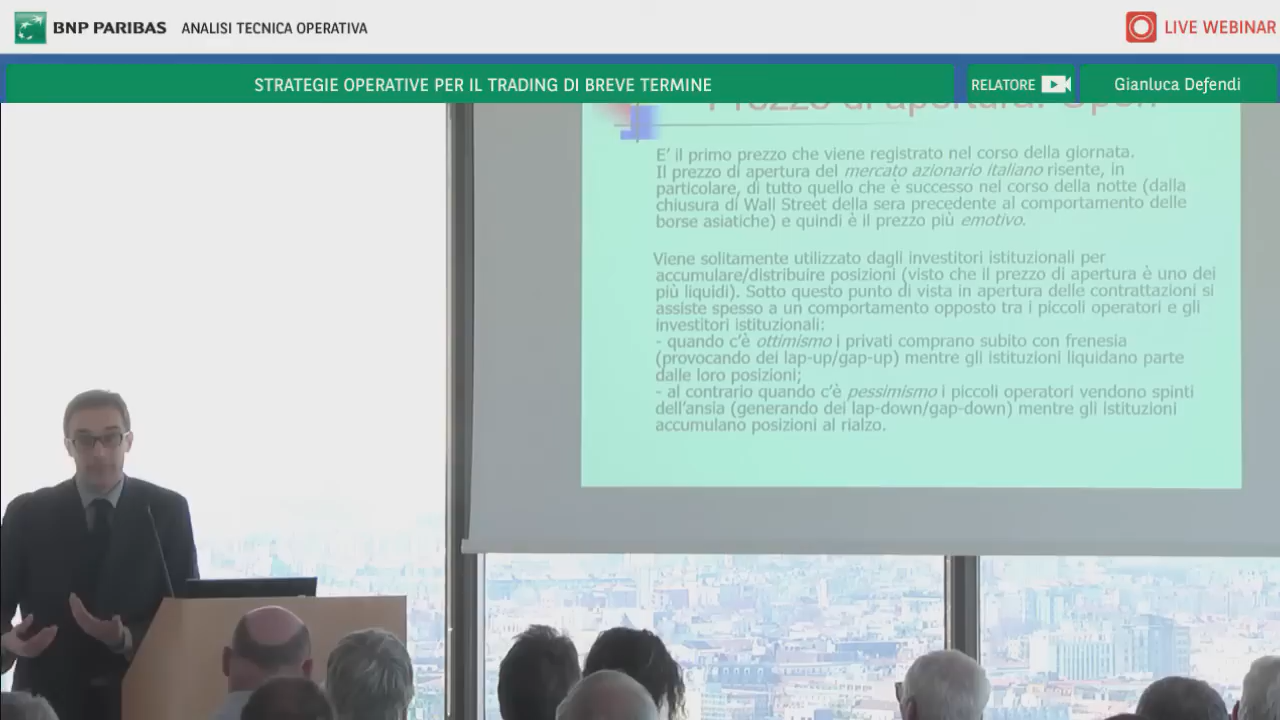 BNP PARIBAS ANALISI TECNICA OPERATIVA
LIVE WEBINAR
STRATEGIE OPERATIVE PER IL TRADING DI BREVE TERMINE
RELATORE
Gianluca Defendi
Prezzo di apertura: Open
E' il primo prezzo che viene registrato nel corso della giornata.
Il prezzo di apertura del mercato azionario italiano risente, in
particolare, di tutto quello che è successo nel corso della notte (dalla
chiusura di Wall Street della sera precedente al comportamento delle
borse asiatiche) e quindi è il prezzo più emotivo.
Viene solitamente utilizzato dagli investitori istituzionali per
accumulare/distribuire posizioni (visto che il prezzo di apertura è uno dei
più liquidi). Sotto questo punto di vista in apertura delle contrattazioni si
assiste spesso a un comportamento opposto tra i piccoli operatori e gli
investitori istituzionali:
- quando c'è ottimismo i privati comprano subito con frenesia
(provocando dei lap-up/gap-up) mentre gli istituzioni liquidano parte
dalle loro posizioni;
- al contrario quando c'è pessimismo i piccoli operatori vendono spinti
dell'ansia (generando dei lap-down/gap-down) mentre gli istituzioni
accumulano posizioni al rialzo.